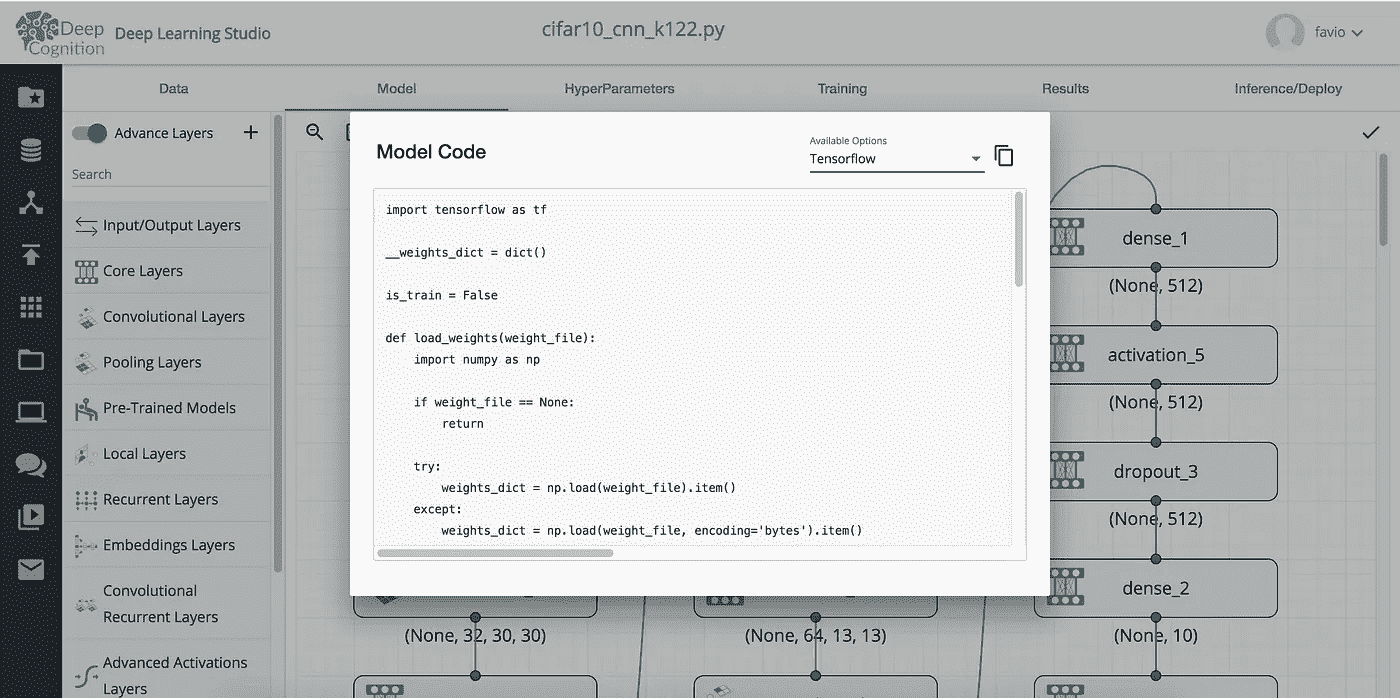 Deep
Cognition
Deep Learning Studio
cifar10_cnn_k122.py
favio
Data
Model
HyperParameters
Training
Results
Inference/Deploy
Advance Layers
Search
Input/Output Layers
Core Layers
Convolutional Layers
Pooling Layers
Pre-Trained Models
Local Layers
Recurrent Layers
Embeddings Layers
Convolutional
Recurrent Layers
Advanced Activations
Layers
Model Code
Available Options
Tensorflow
import tensorflow as tf
__weights_dict = dict()
is_train = False
def load_weights(weight_file):
    import numpy as np
    if weight_file == None:
        return
    try:
        weights_dict = np.load(weight_file).item()
    except:
        weights_dict = np.load(weight_file, encoding='bytes').item()
dense_1
(None, 512)
activation_5
(None, 512)
dropout_3
(None, 512)
dense_2
(None, 32, 30, 30)
(None, 64, 13, 13)
(None, 10)